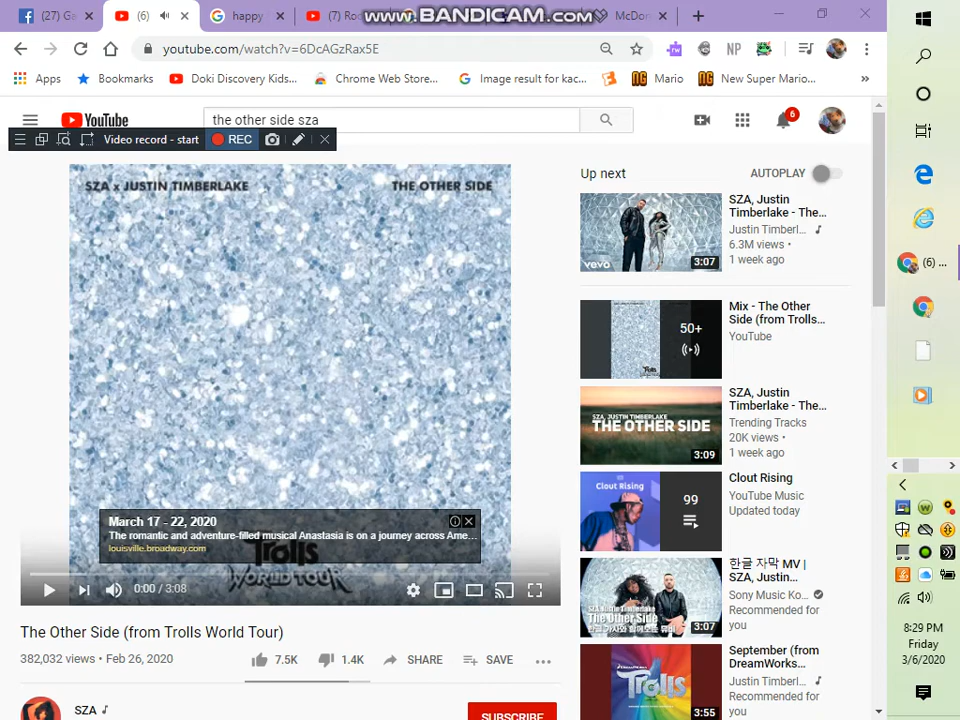 (27) Ga
(6)
happy
(7) Ro
www.BANDICAM.com
McDon
youtube.com/watch?v=6DcAGzRax5E
NP
Apps
Bookmarks
Doki Discovery Kids...
Chrome Web Store...
Image result for kac...
Mario
New Super Mario...
YouTube
the other side sza
6
Video record - start
REC
SZA x JUSTIN TIMBERLAKE
THE OTHER SIDE
March 17 - 22, 2020
The romantic and adventure-filled musical Anastasia is on a journey across Ame...
louisville.broadway.com
Trolls
WORLD TOUR
0:00 / 3:08
The Other Side (from Trolls World Tour)
382,032 views • Feb 26, 2020
7.5K
1.4K
SHARE
SAVE
SZA
SUBSCRIBE
Up next
AUTOPLAY
vevo
3:07
SZA, Justin
Timberlake - The...
Justin Timberl...
6.3M views •
1 week ago
50+
Mix - The Other
Side (from Trolls...
YouTube
SZA, JUSTIN TIMBERLAKE
THE OTHER SIDE
3:09
SZA, Justin
Timberlake - The...
Trending Tracks
20K views •
1 week ago
Clout Rising
99
Clout Rising
YouTube Music
Updated today
The Other Side
3:07
한글 자막 MV |
SZA, Justin...
Sony Music Ko...
Recommended for
you
Trolls
3:55
September (from
DreamWorks...
Justin Timberl...
Recommended for
you
(6) ...
8:29 PM
Friday
3/6/2020